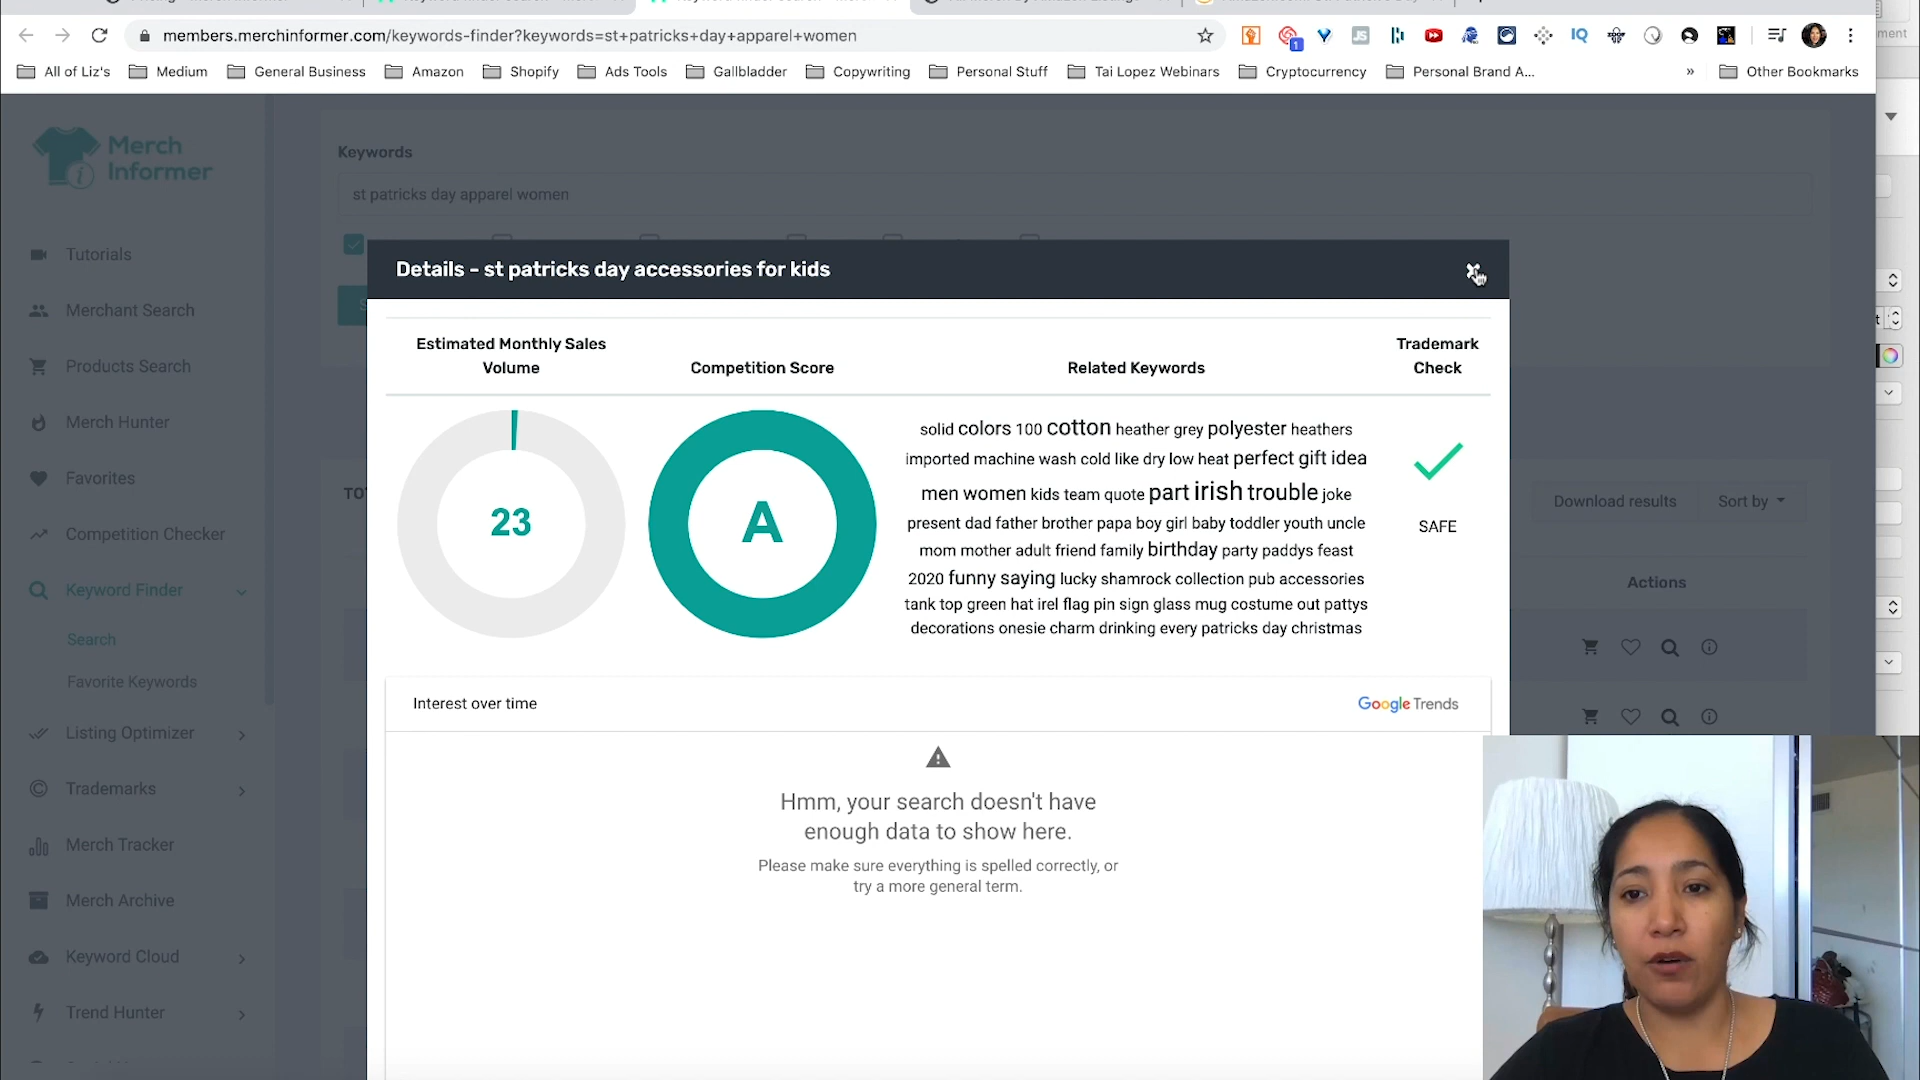 members.merchinformer.com/keywords-finder?keywords=st+patricks+day+apparel+women
1
JS
IQ
All of Liz's
Medium
General Business
Amazon
Shopify
Ads Tools
Gallbladder
Copywriting
Personal Stuff
Tai Lopez Webinars
Cryptocurrency
Personal Brand A...
»
Other Bookmarks
Merch
Informer
Tutorials
Merchant Search
Products Search
Merch Hunter
Favorites
Competition Checker
Keyword Finder
Search
Favorite Keywords
Listing Optimizer
Trademarks
Merch Tracker
Merch Archive
Keyword Cloud
Trend Hunter
Keywords
st patricks day apparel women
Details - st patricks day accessories for kids
Estimated Monthly Sales
Volume
Competition Score
Related Keywords
Trademark
Check
23
A
solid colors 100 cotton heather grey polyester heathers
imported machine wash cold like dry low heat perfect gift idea
men women kids team quote part irish trouble joke
present dad father brother papa boy girl baby toddler youth uncle
mom mother adult friend family birthday party paddys feast
2020 funny saying lucky shamrock collection pub accessories
tank top green hat irel flag pin sign glass mug costume out pattys
decorations onesie charm drinking every patricks day christmas
SAFE
Interest over time
Google Trends
Hmm, your search doesn't have
enough data to show here.
Please make sure everything is spelled correctly, or
try a more general term.
Download results
Sort by
Actions